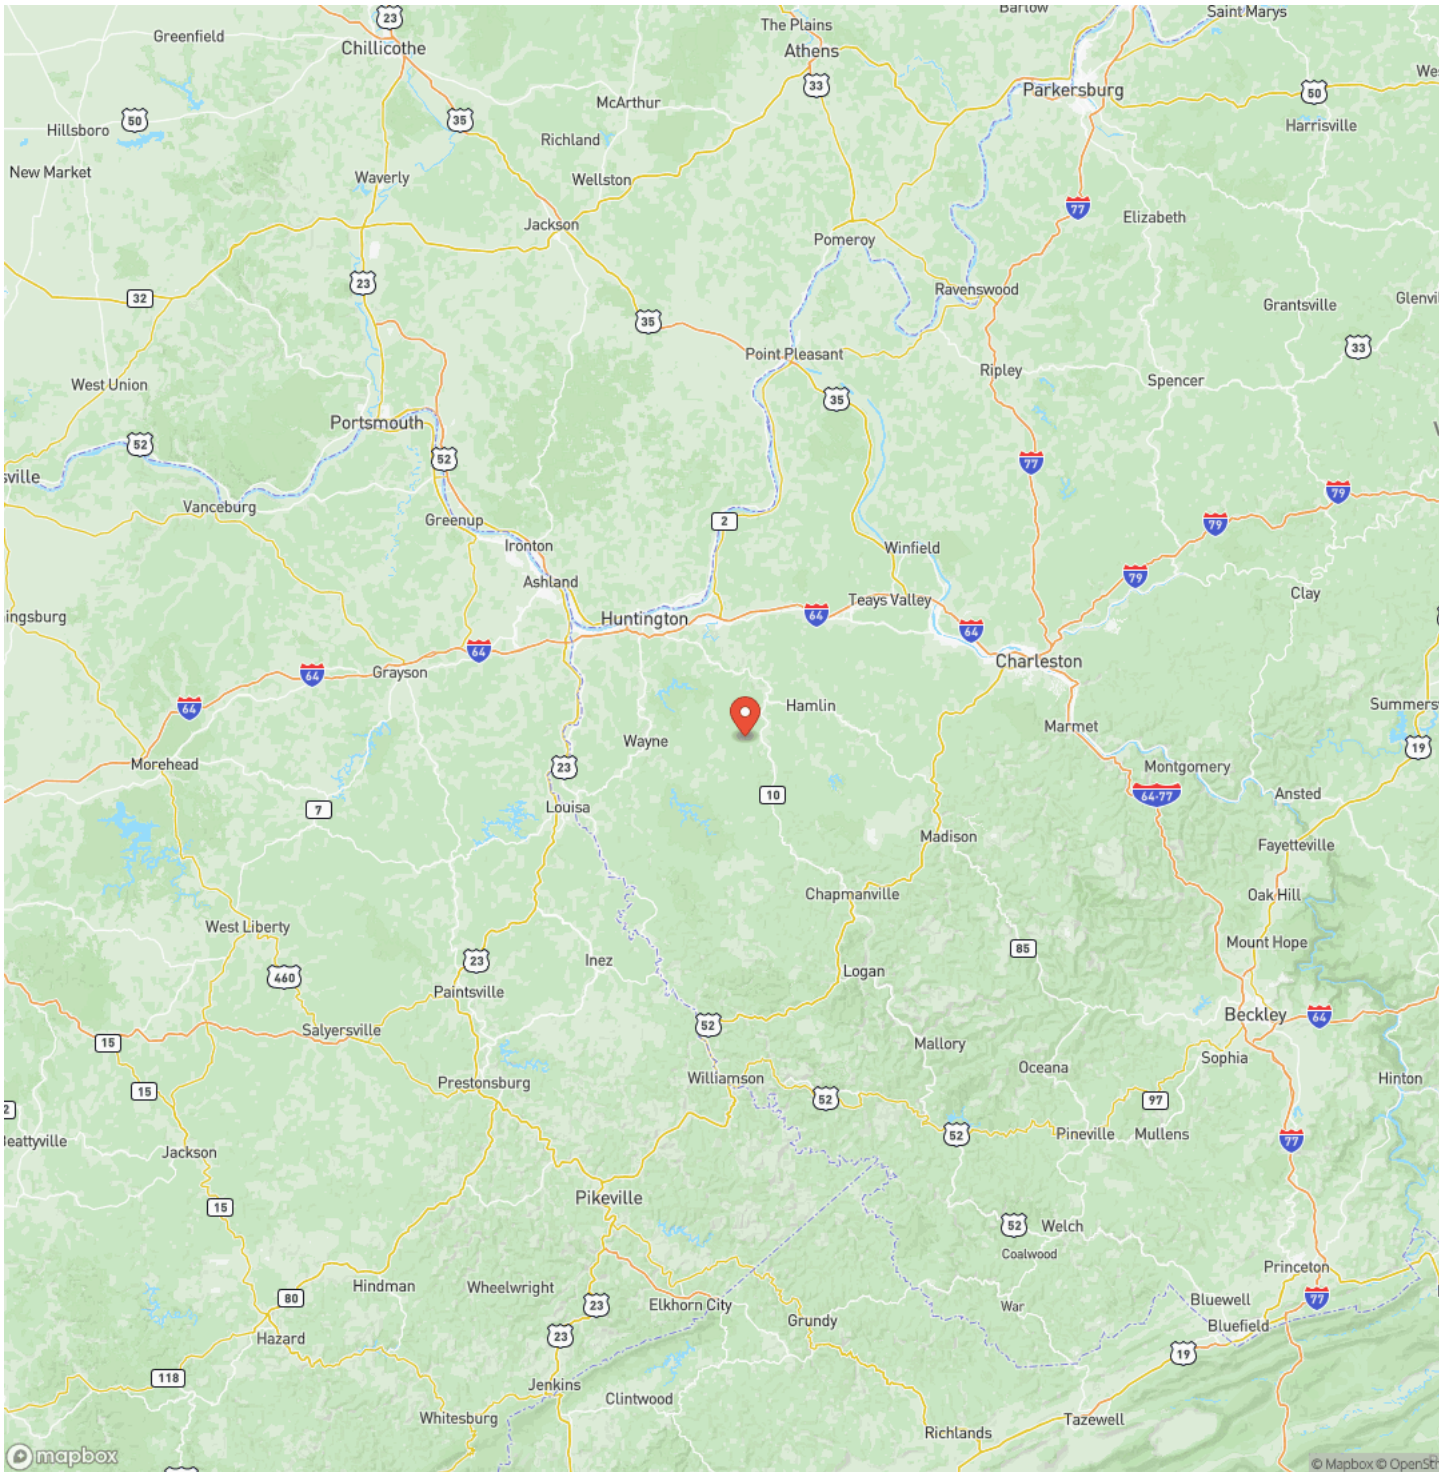 Barlow
Saint Marys
23
The Plains
Greenfield
Chillicothe
Athens
33
We
Parkersburg
50
McArthur
50
35
Hillsboro
Harrisville
Richland
New Market
Waverly
Wellston
77
Elizabeth
Jackson
Pomeroy
23
Ravenswood
32
Grantsville
Glenvil
35
33
Point Pleasant
Ripley
West Union
Spencer
35
Portsmouth
52
52
77
sville
79
Vanceburg
2
Greenup
79
Ironton
Winfield
79
Ashland
Clay
Teays Valley
ingsburg
Huntington
64
64
64
Charleston
64
Grayson
64
Hamlin
Summersv
Marmet
Wayne
19
Morehead
23
Montgomery
10
64-77
Ansted
7
Louisa
Madison
Fayetteville
Chapmanville
Oak Hill
West Liberty
Mount Hope
85
23
Inez
460
Logan
Paintsville
Beckley
64
52
Salyersville
15
Mallory
Sophia
Oceana
Williamson
Hinton
Prestonsburg
15
52
97
2
52
Pineville
Mullens
77
Beattyville
Jackson
Pikeville
15
52
Welch
Coalwood
Princeton
Hindman
Wheelwright
80
77
Bluewell
23
Elkhorn City
War
Grundy
Bluefield
Hazard
23
19
118
Jenkins
Clintwood
Whitesburg
Tazewell
Richlands
mapbox
© Mapbox © OpenStr